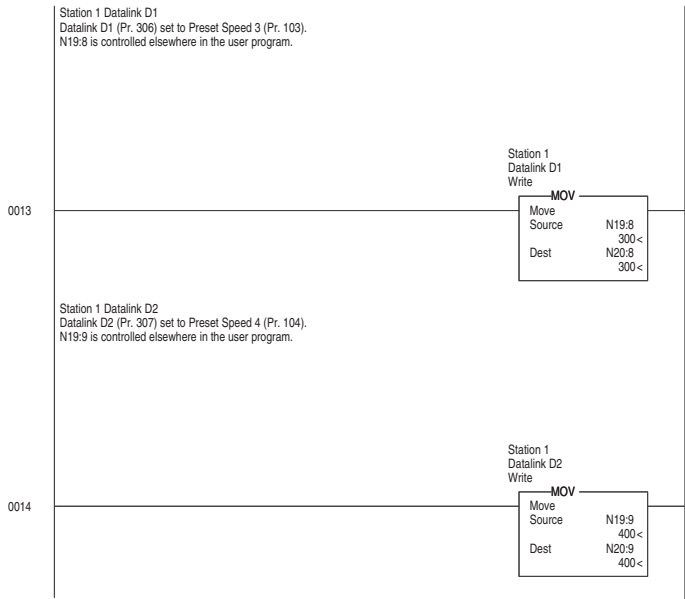 Station 1 Datalink D1
Datalink D1 (Pr. 306) set to Preset Speed 3 (Pr. 103).
N19:8 is controlled elsewhere in the user program.
Station 1
Datalink D1
Write
MOV
0013
Move
Source N19:8
300<
Dest N20:8
300<
Station 1 Datalink D2
Datalink D2 (Pr. 307) set to Preset Speed 4 (Pr. 104).
N19:9 is controlled elsewhere in the user program.
Station 1
Datalink D2
Write
MOV
0014
Move
Source N19:9
400<
Dest N20:9
400<